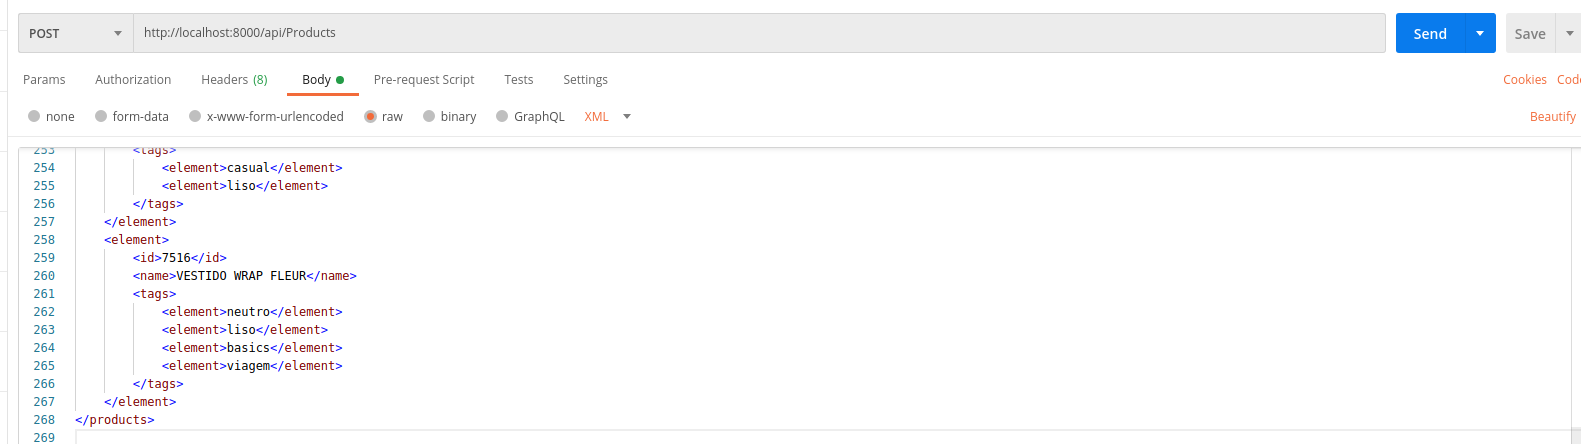 POST http://localhost:8000/api/Products Send Save
Params Authorization Headers (8) Body Pre-request Script Tests Settings Cookies Code
none form-data x-www-form-urlencoded raw binary GraphQL XML Beautify
253 <tags>
254 <element>casual</element>
255 <element>liso</element>
256 </tags>
257 </element>
258 <element>
259 <id>7516</id>
260 <name>VESTIDO WRAP FLEUR</name>
261 <tags>
262 <element>neutro</element>
263 <element>liso</element>
264 <element>basics</element>
265 <element>viagem</element>
266 </tags>
267 </element>
268 </products>
269